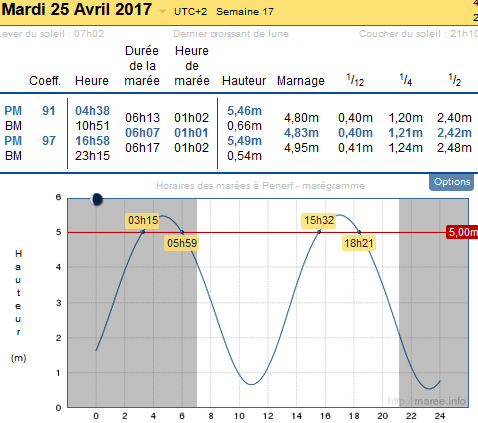 Mardi 25 Avril 2017 UTC+2 Semaine 17
Lever du soleil : 07h02 Dernier croissant de lune Coucher du soleil : 21h10
Durée de la marée Heure de marée
Coeff. Heure Hauteur Marnage 1/12 1/4 1/2
PM 91 04h38 5,46m
06h13 01h02 4,80m 0,40m 1,20m 2,40m
BM 10h51 0,66m
06h07 01h01 4,83m 0,40m 1,21m 2,42m
PM 97 16h58 5,49m
06h17 01h02 4,95m 0,41m 1,24m 2,48m
BM 23h15 0,54m
Options
Horaires des marées à Penerf - marégramme
6
03h15 15h32
5 5,00m
05h59 18h21
4
3
2
1
0
Hauteur
(m)
0 2 4 6 8 10 12 14 16 18 20 22 24
http://maree.info